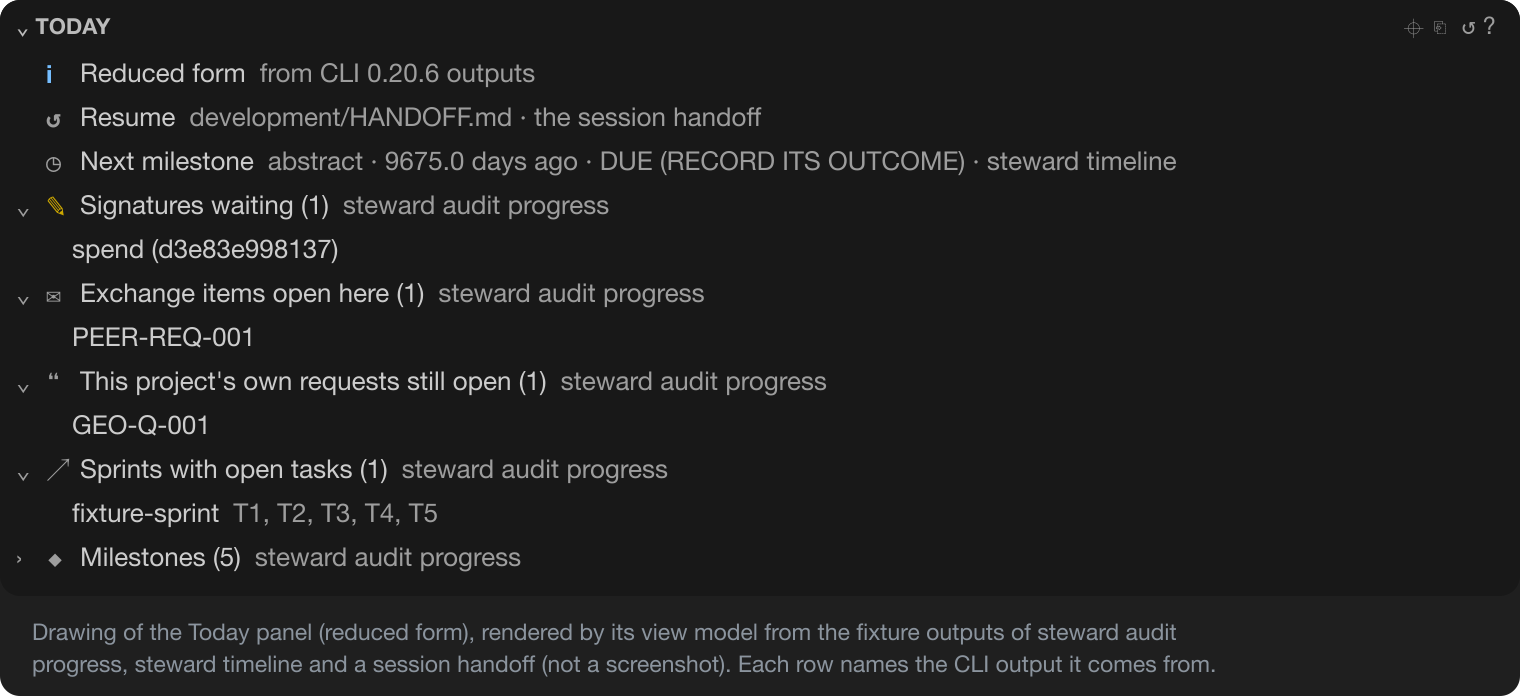 TODAY ?
i Reduced form from CLI 0.20.6 outputs
Resume development/HANDOFF.md · the session handoff
Next milestone abstract · 9675.0 days ago · DUE (RECORD ITS OUTCOME) · steward timeline
Signatures waiting (1) steward audit progress
spend (d3e83e998137)
Exchange items open here (1) steward audit progress
PEER-REQ-001
“ This project's own requests still open (1) steward audit progress
GEO-Q-001
Sprints with open tasks (1) steward audit progress
fixture-sprint T1, T2, T3, T4, T5
Milestones (5) steward audit progress
Drawing of the Today panel (reduced form), rendered by its view model from the fixture outputs of steward audit
progress, steward timeline and a session handoff (not a screenshot). Each row names the CLI output it comes from.